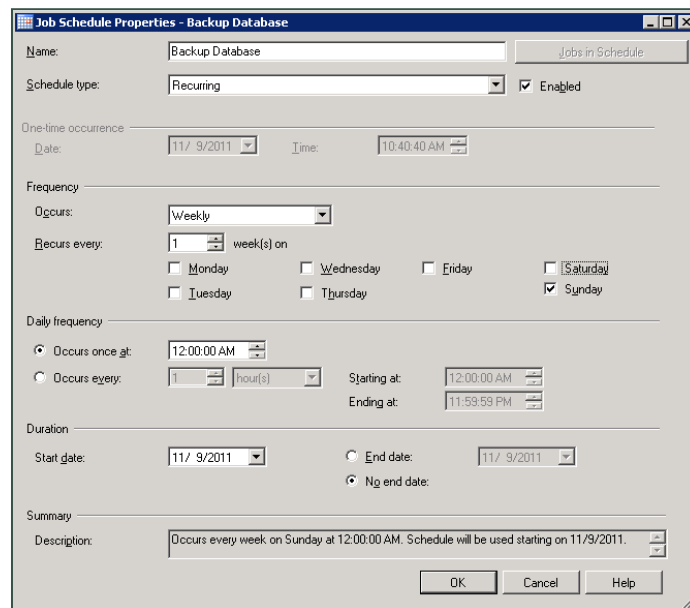 Job Schedule Properties - Backup Database
Name: Backup Database Jobs in Schedule
Schedule type: Recurring Enabled
One-time occurrence
Date: 11/ 9/2011 Time: 10:40:40 AM
Frequency
Occurs: Weekly
Recurs every: 1 week(s) on
Monday Wednesday Friday Saturday
Tuesday Thursday Sunday
Daily frequency
Occurs once at: 12:00:00 AM
Occurs every: 1 hour(s) Starting at: 12:00:00 AM
Ending at: 11:59:59 PM
Duration
Start date: 11/ 9/2011 End date: 11/ 9/2011
No end date:
Summary
Description: Occurs every week on Sunday at 12:00:00 AM. Schedule will be used starting on 11/9/2011.
OK Cancel Help